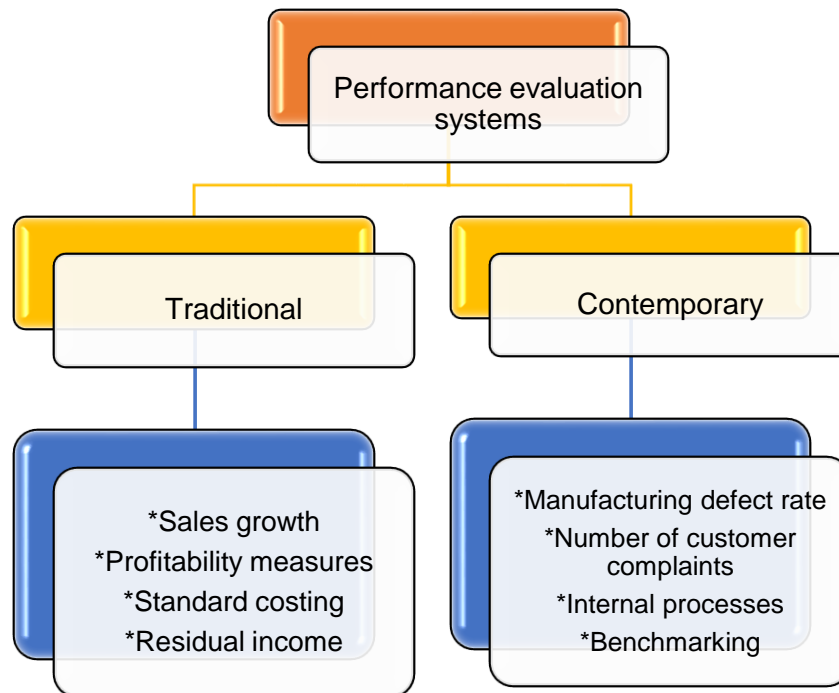 Performance evaluation
systems
Traditional
Contemporary
*Sales growth
*Profitability measures
*Standard costing
*Residual income
*Manufacturing defect rate
*Number of customer
complaints
*Internal processes
*Benchmarking